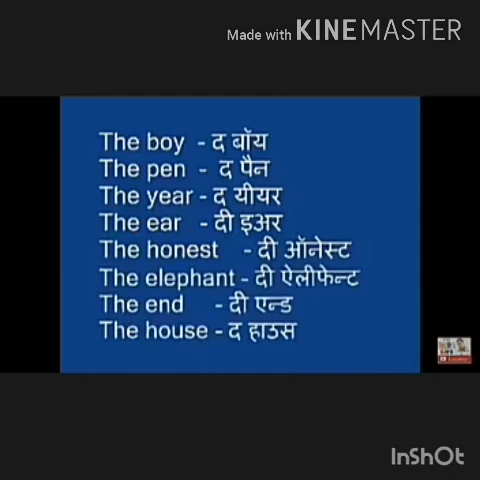 Made with KINEMASTER
The boy - द बॉय
The pen - द पैन
The year - द यीयर
The ear - दी इअर
The honest - दी ऑनेस्ट
The elephant - दी ऐलीफेन्ट
The end - दी एन्ड
The house - द हाउस
InShOt